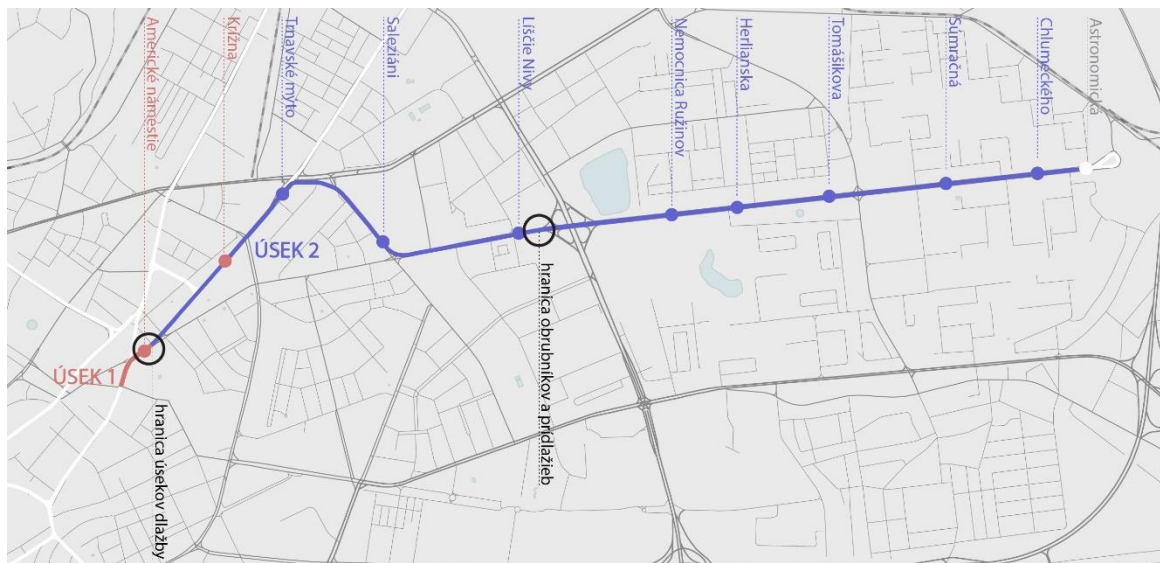 Americké námestie
Krížna
Trnavské mýto
Saleziáni
Líščie Nivy
Nemocnica Ružinov
Herlianska
Tomášikova
Súmračná
Chlumeckého
Astronomická
ÚSEK 2
ÚSEK 1
hranica úsekov dlažby
hranica obrubníkov a prídlažieb